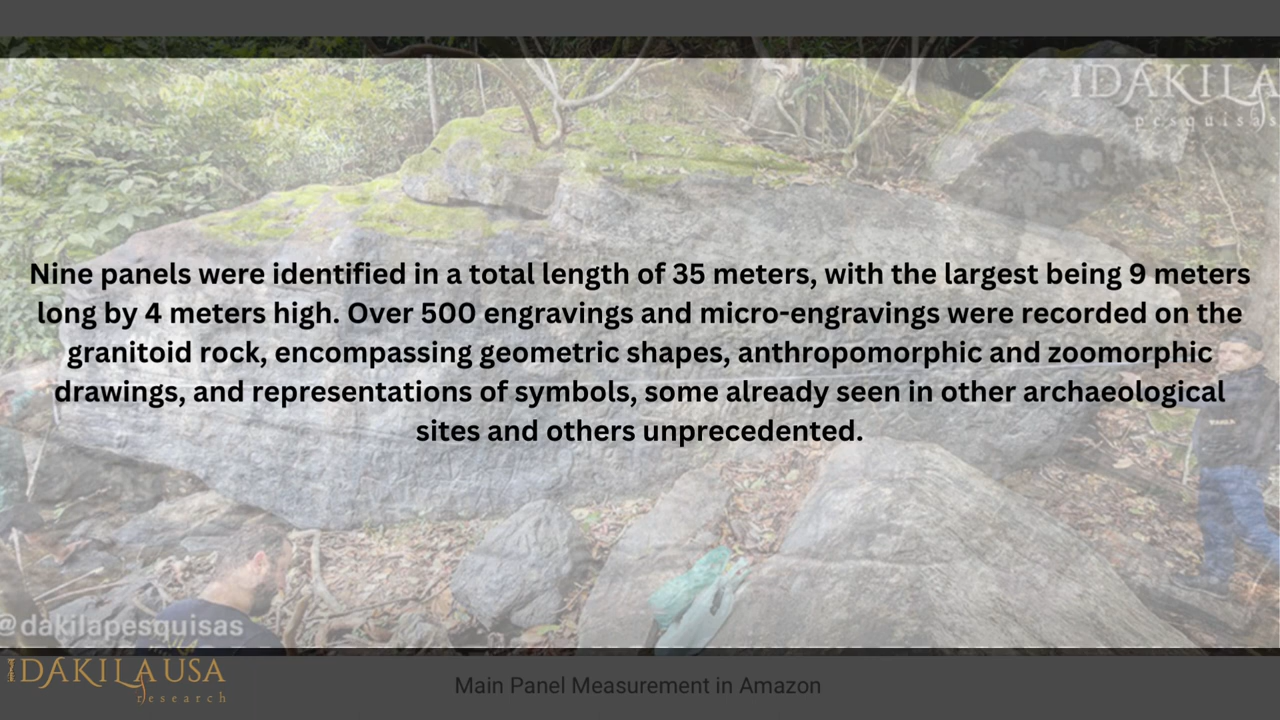 IDAKILA
pesquisas
Nine panels were identified in a total length of 35 meters, with the largest being 9 meters
long by 4 meters high. Over 500 engravings and micro-engravings were recorded on the
granitoid rock, encompassing geometric shapes, anthropomorphic and zoomorphic
drawings, and representations of symbols, some already seen in other archaeological
sites and others unprecedented.
@dakilapesquisas
DAKILA USA
research
Main Panel Measurement in Amazon